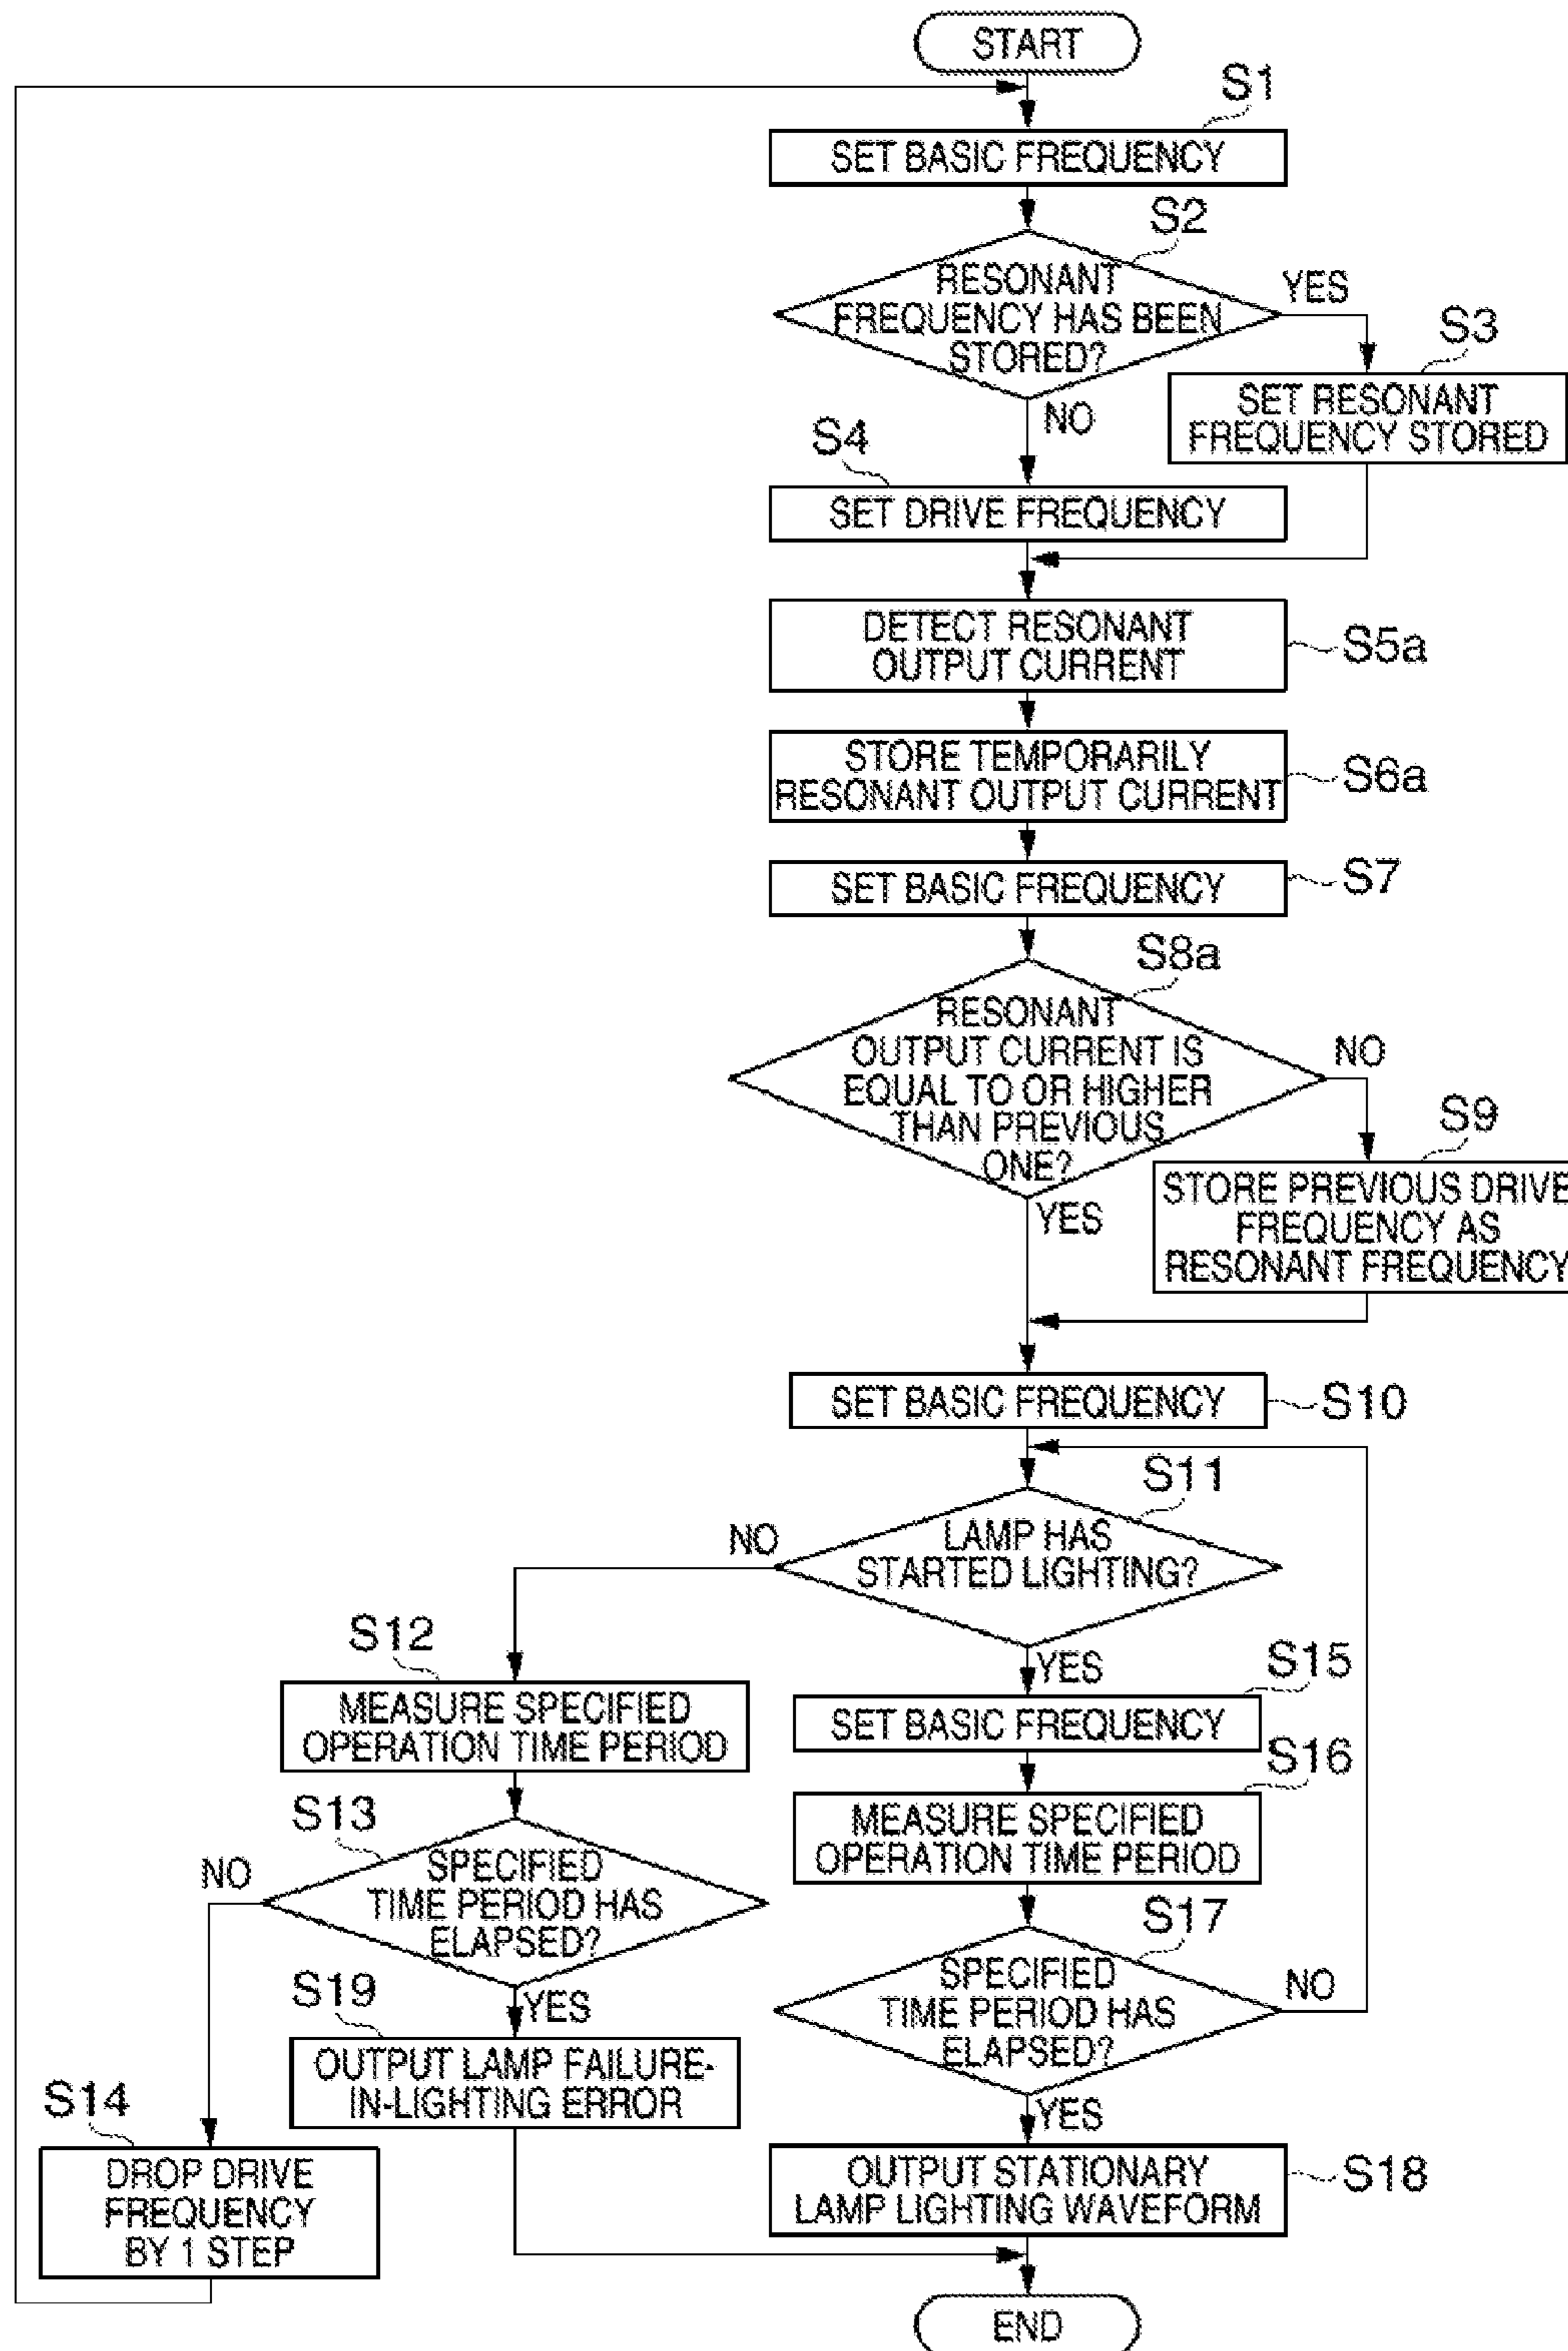 START
S1
SET BASIC FREQUENCY
S2
RESONANT
FREQUENCY HAS BEEN
STORED?
YES
NO
S3
SET RESONANT
FREQUENCY STORED
S4
SET DRIVE FREQUENCY
DETECT RESONANT
OUTPUT CURRENT
S5a
STORE TEMPORARILY
RESONANT OUTPUT CURRENT
S6a
SET BASIC FREQUENCY
S7
S8a
RESONANT
OUTPUT CURRENT IS
EQUAL TO OR HIGHER
THAN PREVIOUS
ONE?
NO
YES
S9
STORE PREVIOUS DRIVE
FREQUENCY AS
RESONANT FREQUENCY
SET BASIC FREQUENCY
S10
S11
LAMP HAS
STARTED LIGHTING?
NO
YES
S12
MEASURE SPECIFIED
OPERATION TIME PERIOD
S15
SET BASIC FREQUENCY
S16
MEASURE SPECIFIED
OPERATION TIME PERIOD
S13
SPECIFIED
TIME PERIOD HAS
ELAPSED?
NO
YES
S17
SPECIFIED
TIME PERIOD HAS
ELAPSED?
NO
YES
S19
OUTPUT LAMP FAILURE-
IN-LIGHTING ERROR
S14
DROP DRIVE
FREQUENCY
BY 1 STEP
OUTPUT STATIONARY
LAMP LIGHTING WAVEFORM
S18
END